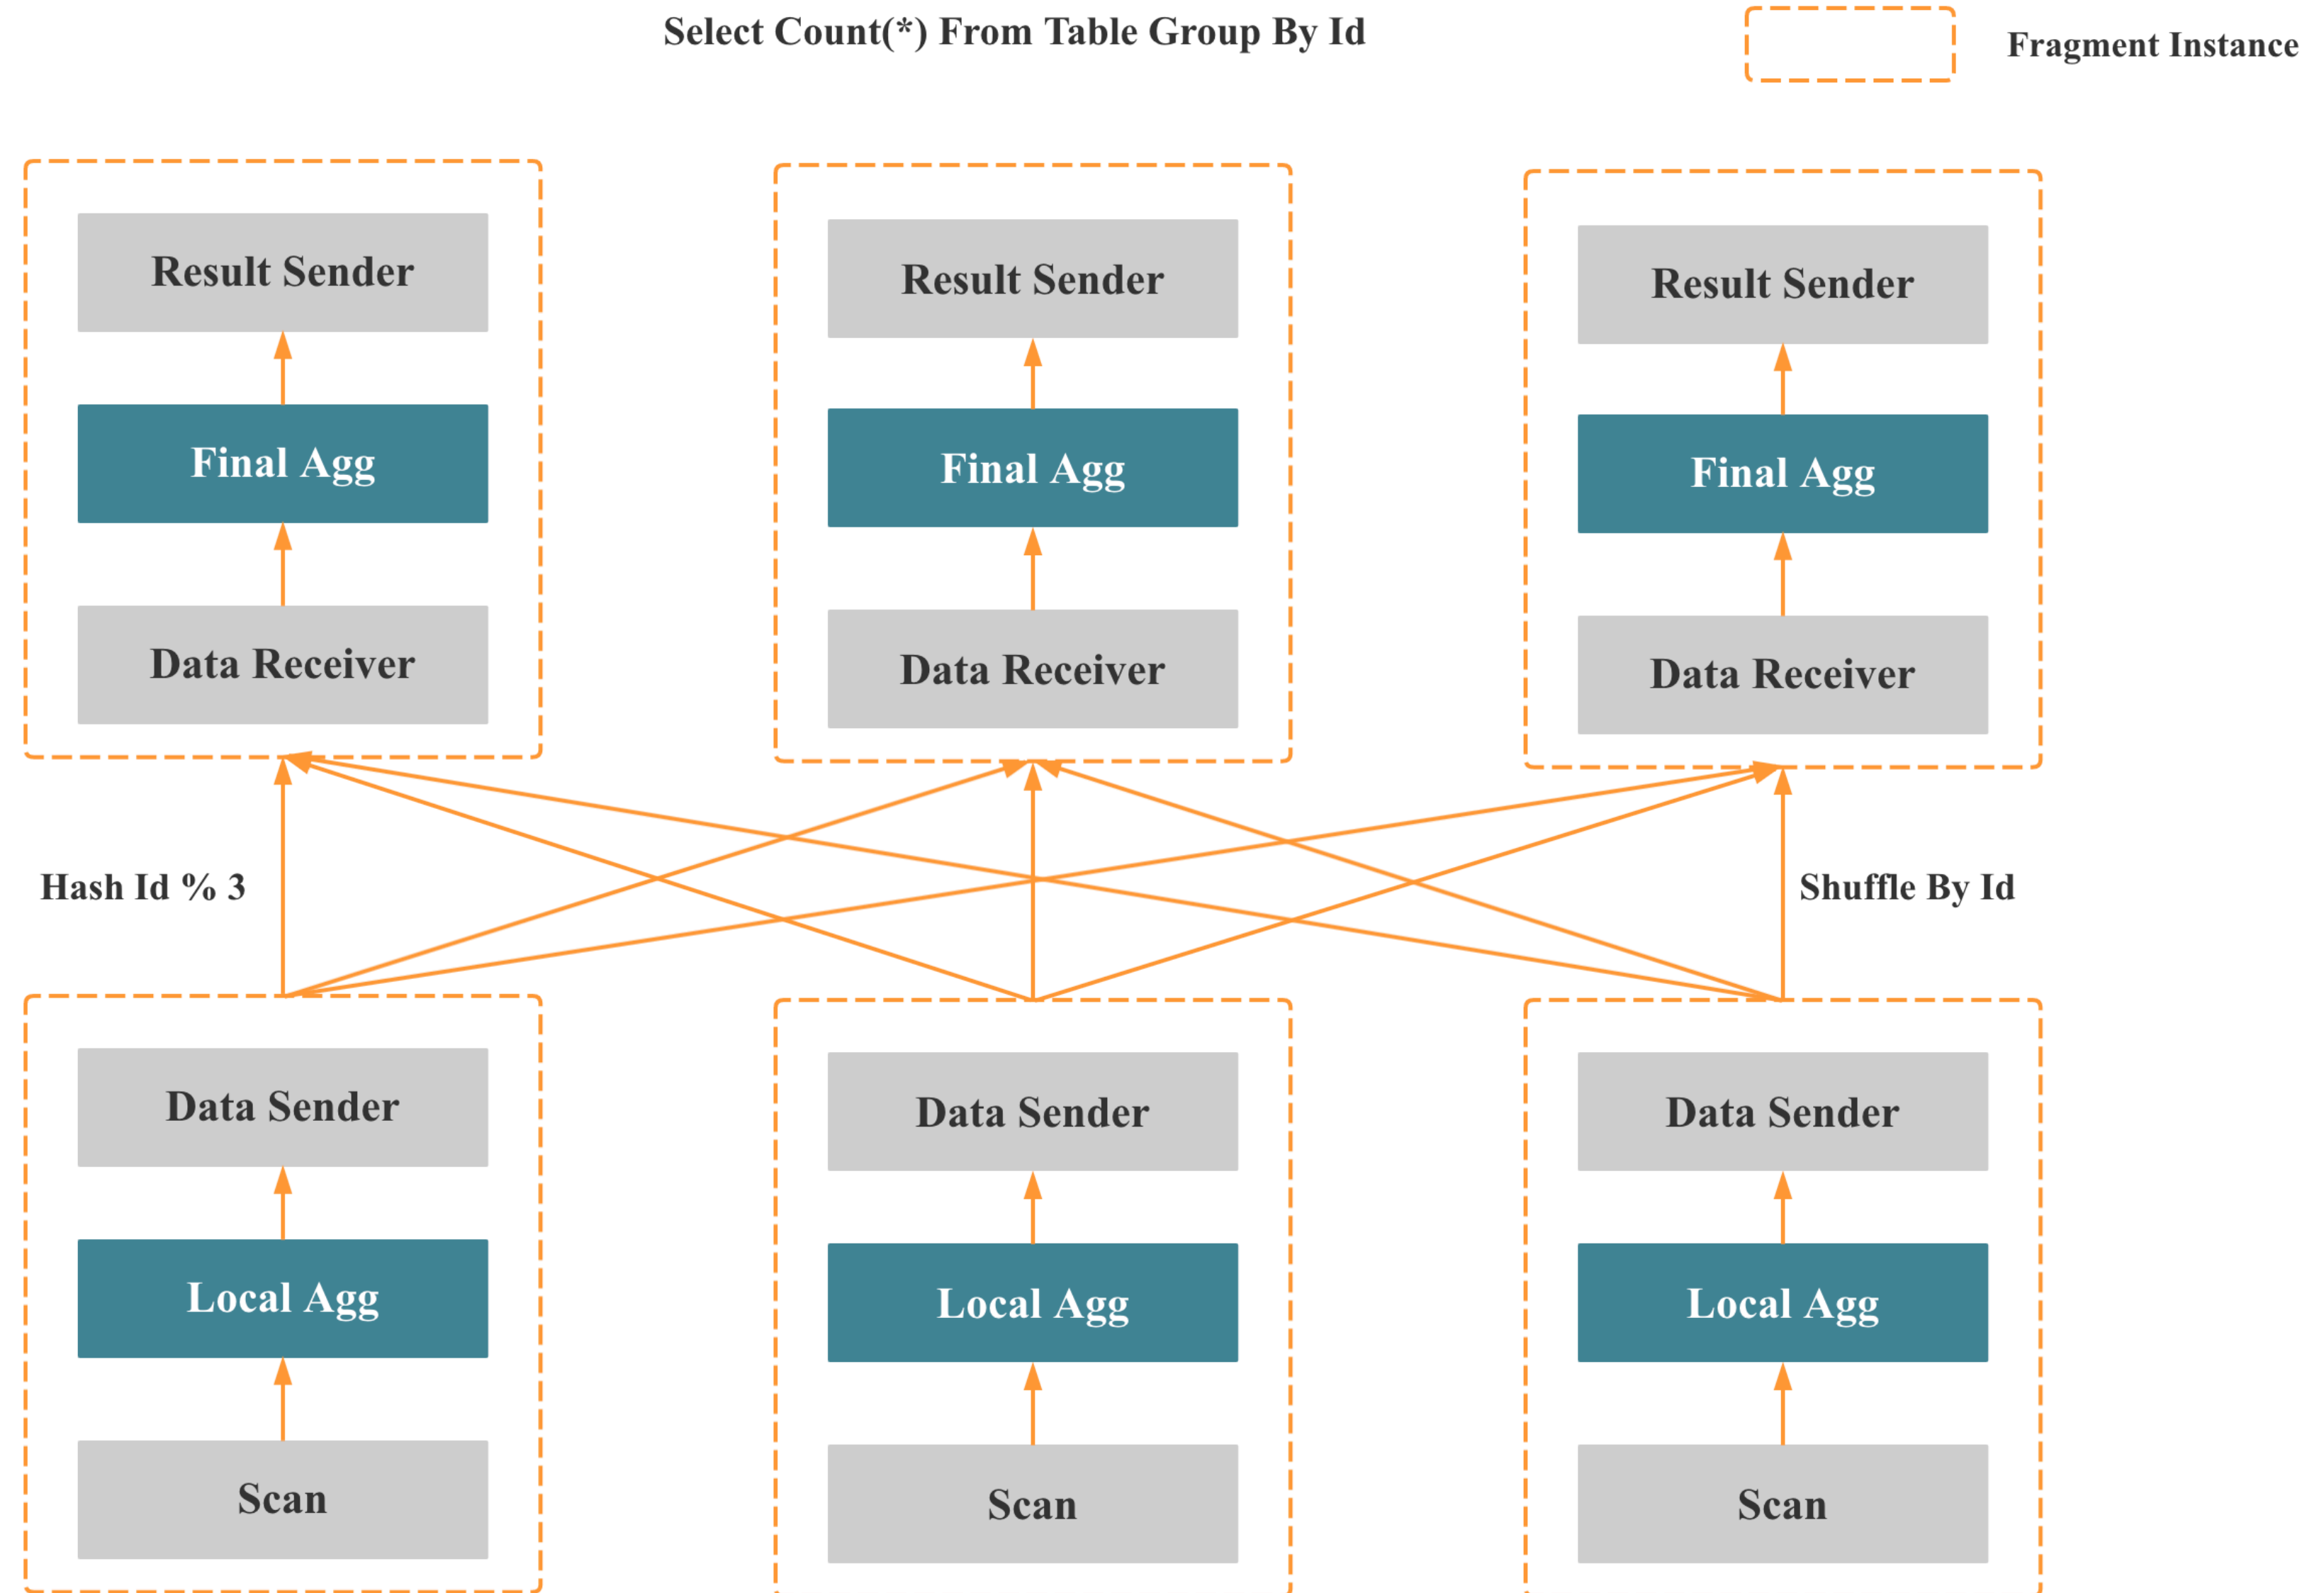 Select Count(*) From Table Group By Id
Fragment Instance
Result Sender
Result Sender
Result Sender
Final Agg
Final Agg
Final Agg
Data Receiver
Data Receiver
Data Receiver
Hash Id % 3
Shuffle By Id
Data Sender
Data Sender
Data Sender
Local Agg
Local Agg
Local Agg
Scan
Scan
Scan